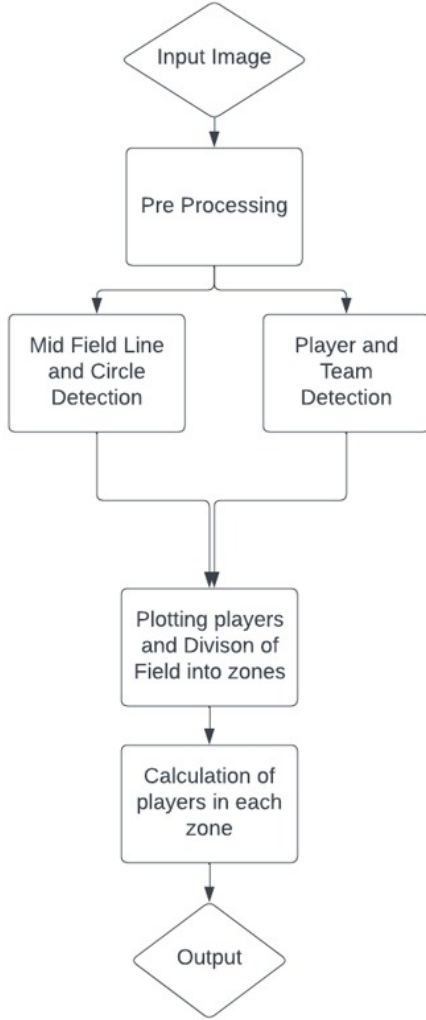 Input Image
Pre Processing
Mid Field Line
and Circle
Detection
Player and
Team
Detection
Plotting players
and Divison of
Field into zones
Calculation of
players in each
zone
Output